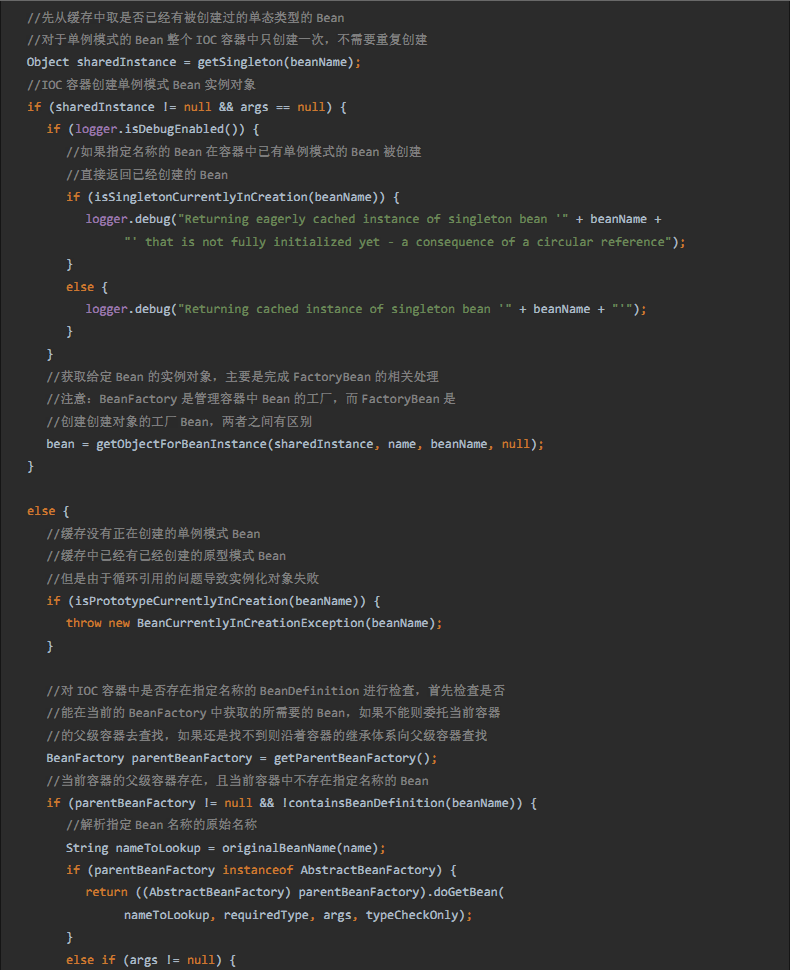 //先从缓存中取是否已经有被创建过的单态类型的 Bean
//对于单例模式的 Bean 整个 IOC 容器中只创建一次，不需要重复创建
Object sharedInstance = getSingleton(beanName);
//IOC 容器创建单例模式 Bean 实例对象
if (sharedInstance != null && args == null) {
if (logger.isDebugEnabled()) {
//如果指定名称的 Bean 在容器中已有单例模式的 Bean 被创建
//直接返回已经创建的 Bean
if (isSingletonCurrentlyInCreation(beanName)) {
logger.debug("Returning eagerly cached instance of singleton bean '" + beanName +
"' that is not fully initialized yet - a consequence of a circular reference");
}
else {
logger.debug("Returning cached instance of singleton bean '" + beanName + "'");
}
}
//获取给定 Bean 的实例对象，主要是完成 FactoryBean 的相关处理
//注意：BeanFactory 是管理容器中 Bean 的工厂，而 FactoryBean 是
//创建创建对象的工厂 Bean，两者之间有区别
bean = getObjectForBeanInstance(sharedInstance, name, beanName, null);
}
else {
//缓存没有正在创建的单例模式 Bean
//缓存中已经有已经创建的原型模式 Bean
//但是由于循环引用的问题导致实例化对象失败
if (isPrototypeCurrentlyInCreation(beanName)) {
throw new BeanCurrentlyInCreationException(beanName);
}
//对 IOC 容器中是否存在指定名称的 BeanDefinition 进行检查，首先检查是否
//能在当前的 BeanFactory 中获取的所需要的 Bean，如果不能则委托当前容器
//的父级容器去查找，如果还是找不到则沿着容器的继承体系向父级容器查找
BeanFactory parentBeanFactory = getParentBeanFactory();
//当前容器的父级容器存在，且当前容器中不存在指定名称的 Bean
if (parentBeanFactory != null && !containsBeanDefinition(beanName)) {
//解析指定 Bean 名称的原始名称
String nameToLookup = originalBeanName(name);
if (parentBeanFactory instanceof AbstractBeanFactory) {
return ((AbstractBeanFactory) parentBeanFactory).doGetBean(
nameToLookup, requiredType, args, typeCheckOnly);
}
else if (args != null) {